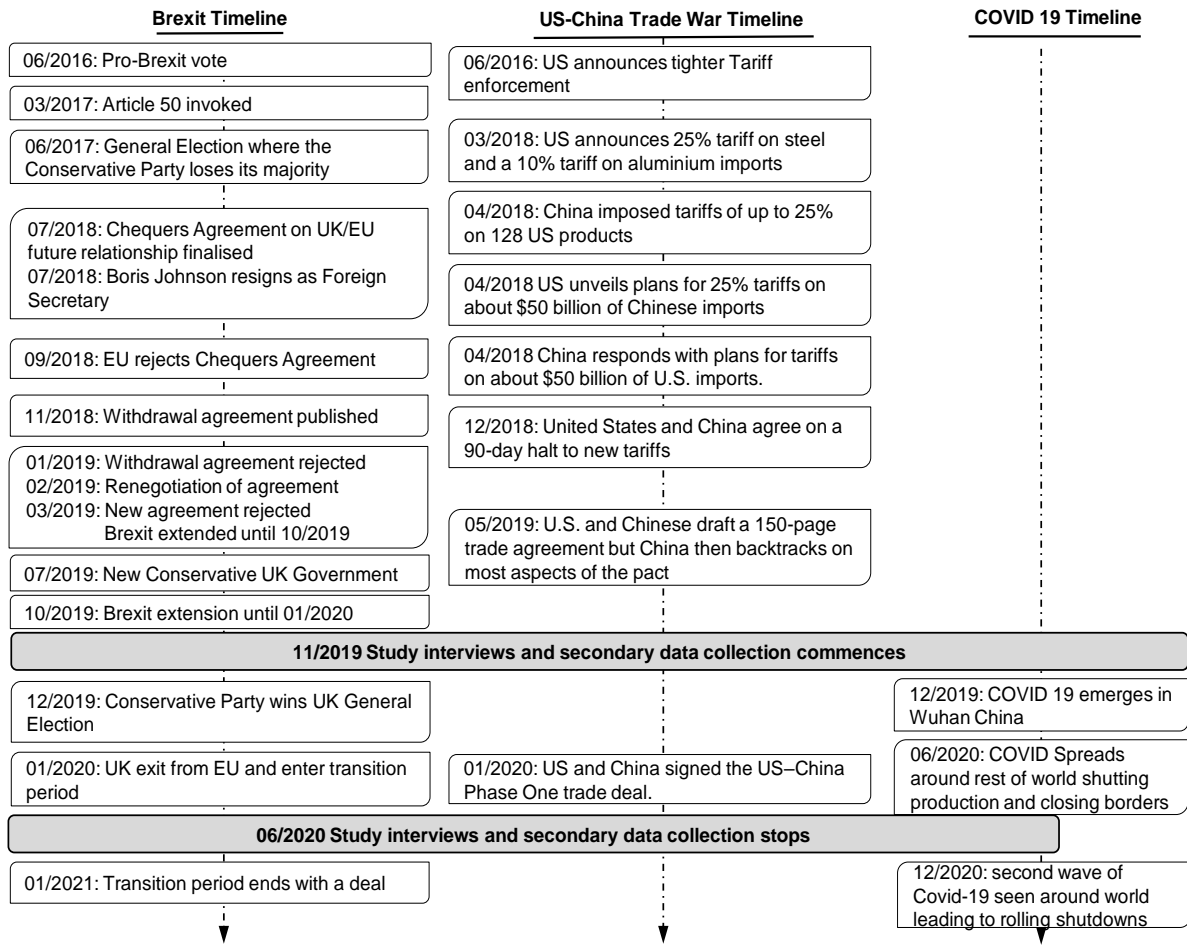 Brexit Timeline
06/2016: Pro-Brexit vote
03/2017: Article 50 invoked
06/2017: General Election where the
Conservative Party loses its majority
07/2018: Chequers Agreement on UK/EU
future relationship finalised
07/2018: Boris Johnson resigns as Foreign
Secretary
09/2018: EU rejects Chequers Agreement
11/2018: Withdrawal agreement published
01/2019: Withdrawal agreement rejected
02/2019: Renegotiation of agreement
03/2019: New agreement rejected
Brexit extended until 10/2019
07/2019: New Conservative UK Government
10/2019: Brexit extension until 01/2020
US-China Trade War Timeline
06/2016: US announces tighter Tariff
enforcement
03/2018: US announces 25% tariff on steel
and a 10% tariff on aluminium imports
04/2018: China imposed tariffs of up to 25%
on 128 US products
04/2018 US unveils plans for 25% tariffs on
about $50 billion of Chinese imports
04/2018 China responds with plans for tariffs
on about $50 billion of U.S. imports.
12/2018: United States and China agree on a
90-day halt to new tariffs
05/2019: U.S. and Chinese draft a 150-page
trade agreement but China then backtracks on
most aspects of the pact
COVID 19 Timeline
11/2019 Study interviews and secondary data collection commences
12/2019: Conservative Party wins UK General
Election
01/2020: UK exit from EU and enter transition
period
01/2020: US and China signed the US–China
Phase One trade deal.
12/2019: COVID 19 emerges in
Wuhan China
06/2020: COVID Spreads
around rest of world shutting
production and closing borders
06/2020 Study interviews and secondary data collection stops
01/2021: Transition period ends with a deal
12/2020: second wave of
Covid-19 seen around world
leading to rolling shutdowns